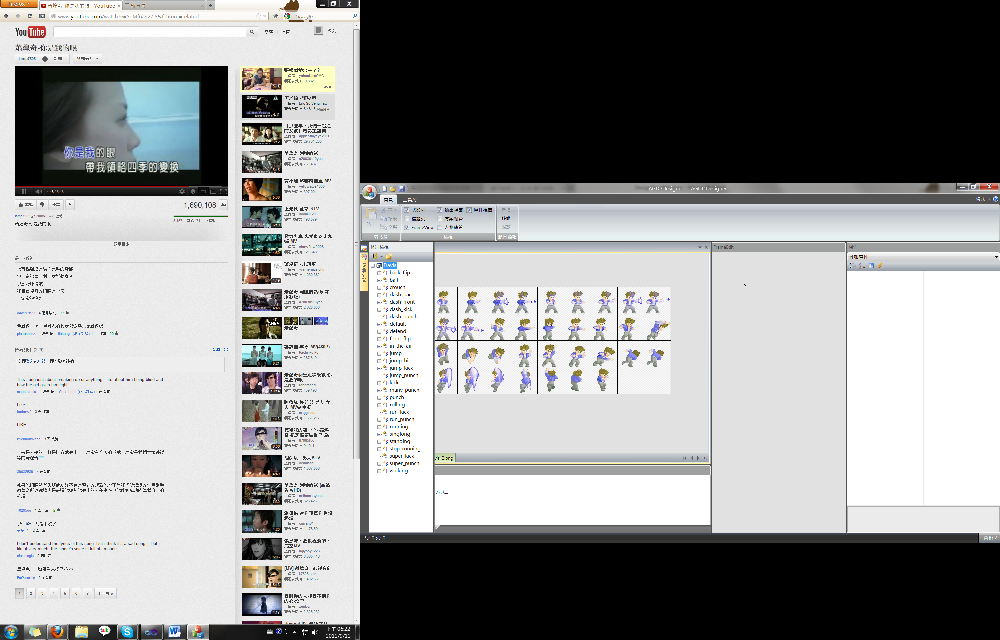 Firefox
萧煌奇-你是我的眼 - YouTube
新分頁
www.youtube.com/watch?v=5nMf6a927l8&feature=related
Google
YouTube
瀏覽
上傳
登入
萧煌奇-你是我的眼
lamp7505
訂閱
26 部影片
你是我的眼
帶我領略四季的變換
4:46 / 5:48
喜歡
分享
1,690,108
lamp7505 於 2008-03-31 上傳
3,157 人喜歡, 71 人不喜歡
萧煌奇-你是我的眼
顯示更多
最佳評論
上帝雖難沒有給ㄊ完整的身體
但上帝給ㄊ一個那麼好聽身音
那麼好聽得歌
我相信煌奇的眼睛有一天
一定會被治好
oao197822 4 個月以前 77
我看過一個叫黑傑克的甚麼都會醫...你看過嗎
picachoorz 回覆對象： tlcheng1 (顯示評論) 1 月 以前 20
所有評論 (229)
查看全部
立即登入或申請，即可發表評論！
This song isnt about breaking up or anything... its about him being blind and
how the girl gives him light.
mountaindiu 回覆對象： Chris Leoh (顯示評論) 1 天 以前
Like
tanhow2 3 天以前
LIKE
imlennonwong 3 天以前
上帝是公平的，就是因為她失明了，才會有今天的成就、才會是我們大家都認
識的蕭煌奇!!!!!
89032589 4 天以前
如果他眼睛沒有失明他或許不會有現在的成就他也不是我們所認識的失明歌手
蕭煌奇所以說這也是命運他與其他失明的人差別在於他能夠成功的掌握自己的
命運
10295gg 1 週 以前 2
那个62个人是手残了
嘉豪 李 2 週以前
I don't understand the lyrics of this song. But i think it's a sad song... But i
like it very much. the singer's voice is full of emotion.
nick dingle 2 週以前
黑傑克= = 動畫看太多了拉><
EmPerorLis 2 週以前
1 2 3 4 5 6 7 下一頁 »
張棋碩豁出去了?
上傳者：yahookimoOMG
觀看次數：19,882
廣告
0:16
周杰倫 - 珊瑚海
上傳者：Eric So Seng Fatt
觀看次數為 6,481,5
精選影片
4:11
【那些年，我們一起追
的女孩】電影主題曲
上傳者：appleofmyeye2011
觀看次數為 29,731,230
6:12
蕭煌奇-阿嬤的話
上傳者：a20030110yen
觀看次數為 761,487
5:15
黃小琥 沒那麼簡單 MV
上傳者：yellowatos1000
觀看次數為 397,001
5:06
王光良 童話 KTV
上傳者：doom0120
觀看次數為 498,579
6:19
動力火車 忠孝東路走九
遍 MV
上傳者：showflow2008
觀看次數為 121,348
4:59
蕭煌奇 - 末班車
上傳者：warnermusichk
觀看次數為 1,030,382
4:49
蕭煌奇-阿嬤的話(原聲
原影版)
上傳者：a20030110yen
觀看次數為 2,620,008
4:48
47
部影片
蕭煌奇
梁靜茹-寧夏 MV(480P)
上傳者：Pachinko Po
觀看次數為 287,619
6:21
蕭煌奇@藝能歌喉戰 你
是我的眼
上傳者：ilangraced
觀看次數為 439,196
10:14
阿穆隆 许茹芸 男人.女
人 MV完整版
上傳者：maggiedtu
觀看次數為 1,561,217
4:13
民視我的第一次--蕭煌
奇 把悲傷留給自己 為
上傳者：87985HX
觀看次數為 91,011
8:36
胡彦斌 - 男人KTV
上傳者：dennisnc
觀看次數為 1,567,558
4:49
蕭煌奇-阿嬤的話 (高清
影音HD)
上傳者：mrthomasyuan
觀看次數為 323,426
7:30
張棟梁 當你孤單你會想
起誰
上傳者：cuiyan81
觀看次數為 1,178,691
4:23
張惠妹 - 我最親愛的 -
完整MV
上傳者：uglyboy1228
觀看次數為 6,365,418
5:06
[MV] 蕭煌奇 - 心裡有針
上傳者：k75251zok
觀看次數為 1,402,531
5:13
得到你的人却得不到你
的心-欢子
上傳者：zenlou
觀看次數為 2,325,232
4:17
AGDPDesigner1 - AGDP Designer
首頁
工具列
樣式
貼上
剪下
複製
全選
剪貼簿
狀態列
標題列
FrameView
輸出視窗
方案總管
人物總管
屬性視窗
檢視
新增
移動
縮放
範圍編輯
類別檢視
類別檢視
Davis
back_flip
ball
crouch
dash_back
dash_front
dash_kick
dash_punch
default
defend
front_flip
in_the_air
jump
jump_hit
jump_kick
jump_punch
kick
many_punch
punch
rolling
run_kick
run_punch
running
singlong
standing
stop_running
super_kick
super_punch
walking
vis_2.png
方式...
FrameEdit
屬性
附加屬性
行: 0 列: 0
窗格 2
talk
下午 06:22
2012/9/12